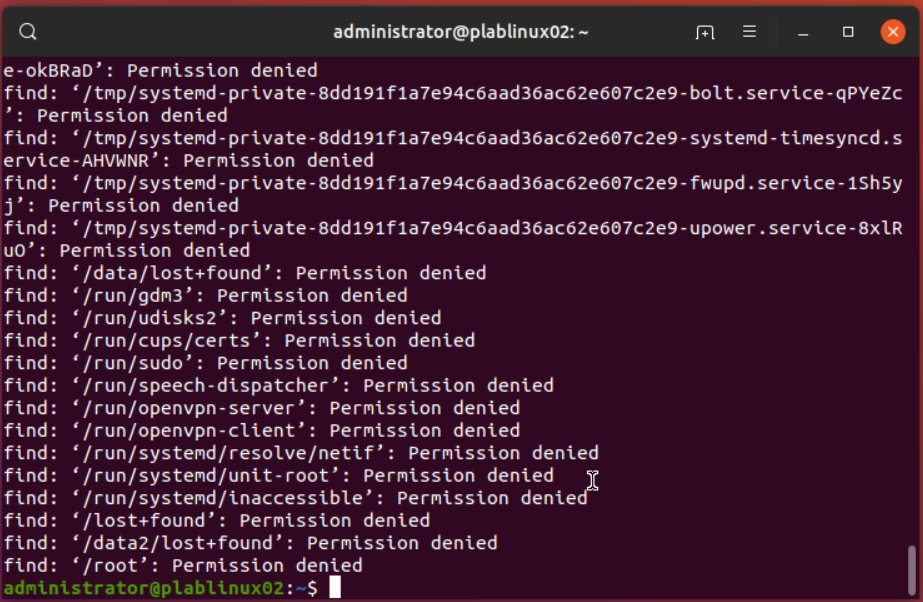 administrator@plablinux02: ~
e-okBRaD’: Permission denied
find: ‘/tmp/systemd-private-8dd191f1a7e94c6aad36ac62e607c2e9-bolt.service-qPYeZc
’: Permission denied
find: ‘/tmp/systemd-private-8dd191f1a7e94c6aad36ac62e607c2e9-systemd-timesyncd.s
ervice-AHVWNR’: Permission denied
find: ‘/tmp/systemd-private-8dd191f1a7e94c6aad36ac62e607c2e9-fwupd.service-1Sh5y
j’: Permission denied
find: ‘/tmp/systemd-private-8dd191f1a7e94c6aad36ac62e607c2e9-upower.service-8xlR
uO’: Permission denied
find: ‘/data/lost+found’: Permission denied
find: ‘/run/gdm3’: Permission denied
find: ‘/run/udisks2’: Permission denied
find: ‘/run/cups/certs’: Permission denied
find: ‘/run/sudo’: Permission denied
find: ‘/run/speech-dispatcher’: Permission denied
find: ‘/run/openvpn-server’: Permission denied
find: ‘/run/openvpn-client’: Permission denied
find: ‘/run/systemd/resolve/netif’: Permission denied
find: ‘/run/systemd/unit-root’: Permission denied
find: ‘/run/systemd/inaccessible’: Permission denied
find: ‘/lost+found’: Permission denied
find: ‘/data2/lost+found’: Permission denied
find: ‘/root’: Permission denied
administrator@plablinux02:~$